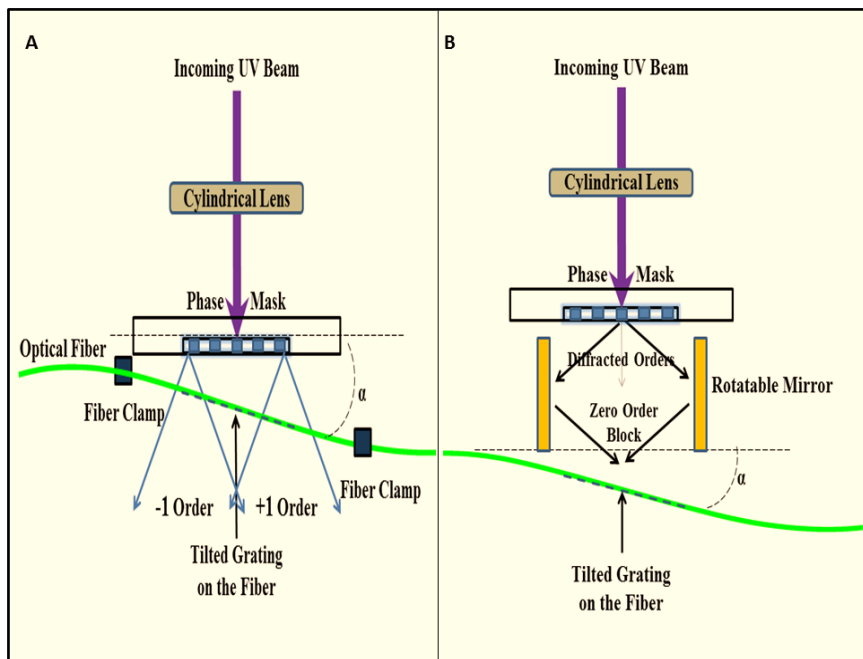 A
Incoming UV Beam
Cylindrical Lens
Phase Mask
Optical Fiber
α
Fiber Clamp
Fiber Clamp
-1 Order
+1 Order
Tilted Grating
on the Fiber
B
Incoming UV Beam
Cylindrical Lens
Phase Mask
Diffracted Orders
Rotatable Mirror
Zero Order
Block
α
Tilted Grating
on the Fiber